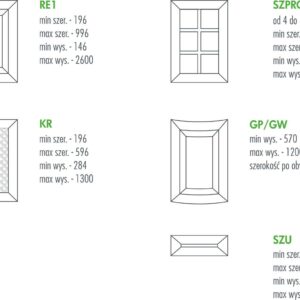 RE1
min szer. - 196
max szer. - 996
min wys. - 146
max wys. - 2600
SZPRO
od 4 do
min szer.
max szer
min wys.
max wys.
KR
min szer. - 196
max szer. - 596
min wys. - 284
max wys. - 1300
GP/GW
min wys. - 570
max wys. - 1200
szerokość po ob
SZU
min szer.
max szer
min wys.
max wys.